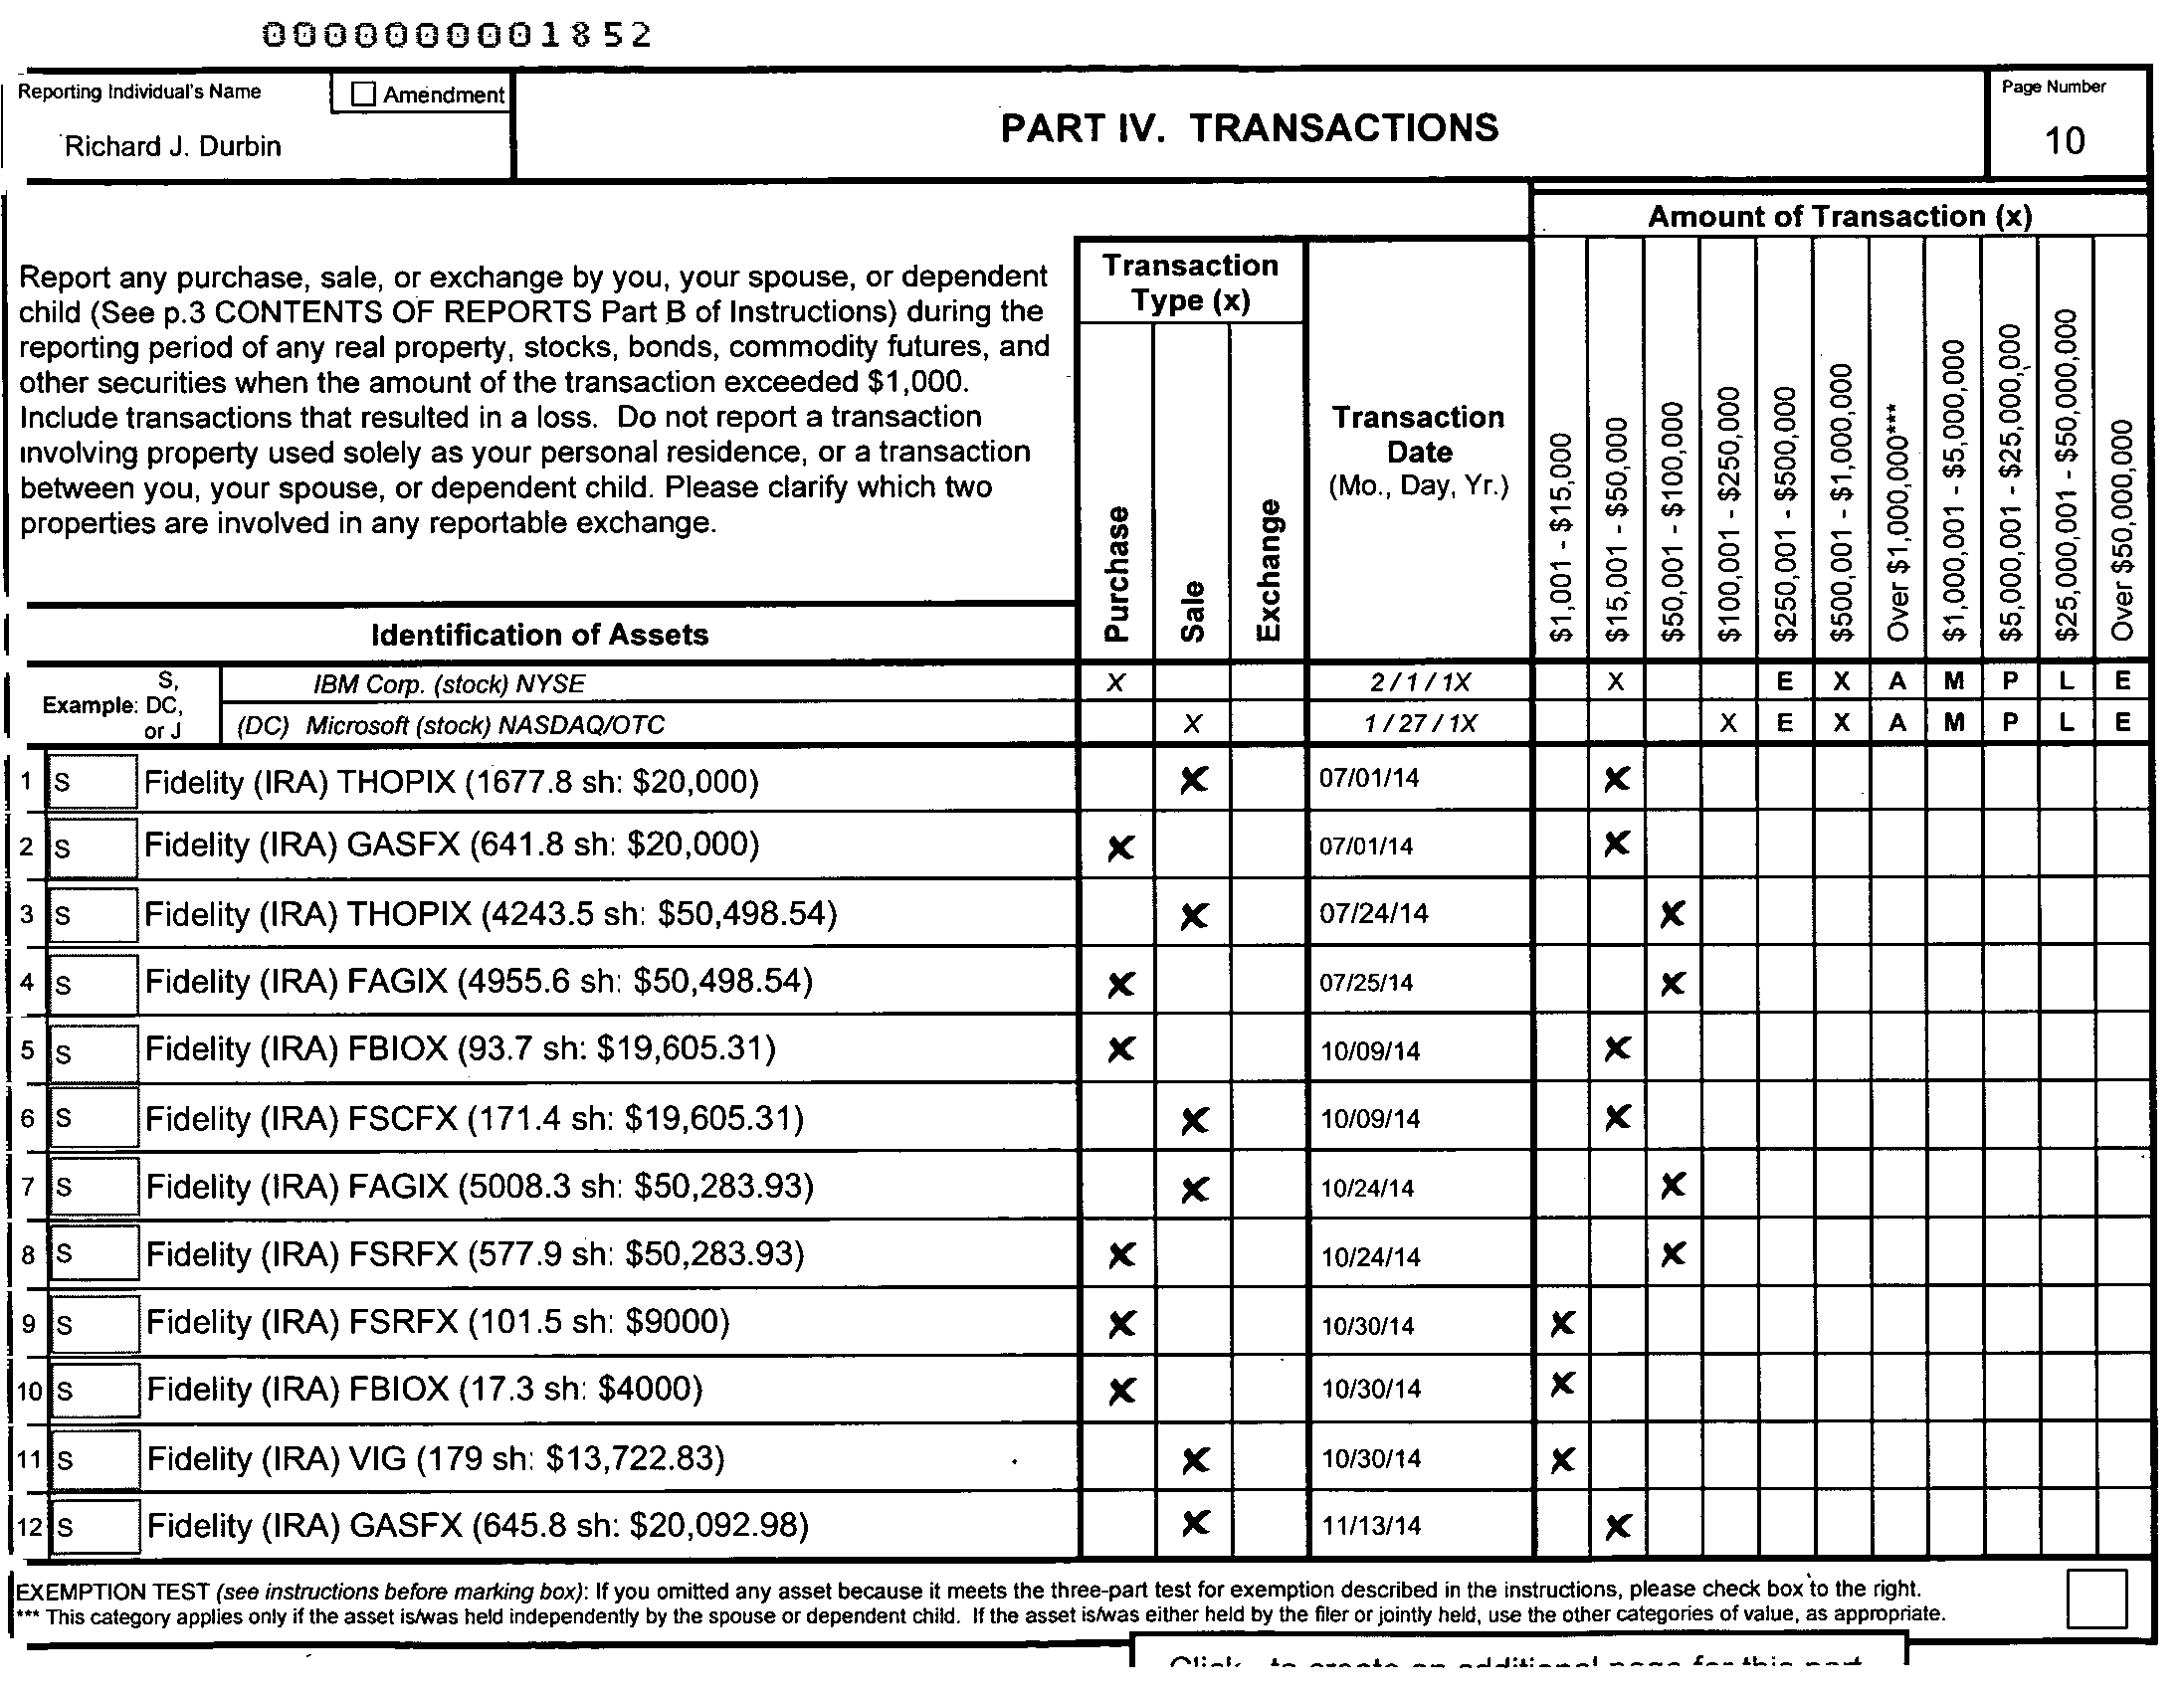 0000000001852
Reporting Individual's Name
Amendment
Richard J. Durbin
PART IV. TRANSACTIONS
Page Number
10
Amount of Transaction (x)
Report any purchase, sale, or exchange by you, your spouse, or dependent
child (See p.3 CONTENTS OF REPORTS Part B of Instructions) during the
reporting period of any real property, stocks, bonds, commodity futures, and
other securities when the amount of the transaction exceeded $1,000.
Include transactions that resulted in a loss. Do not report a transaction
involving property used solely as your personal residence, or a transaction
between you, your spouse, or dependent child. Please clarify which two
properties are involved in any reportable exchange.
Transaction
Type (x)
Purchase
Sale
Exchange
Transaction
Date
(Mo., Day, Yr.)
$1,001 - $15,000
$15,001 - $50,000
$50,001 - $100,000
$100,001 - $250,000
$250,001 - $500,000
$500,001 - $1,000,000
Over $1,000,000***
$1,000,001 - $5,000,000
$5,000,001 - $25,000,000
$25,000,001 - $50,000,000
Over $50,000,000
Identification of Assets
Example: S, DC, or J
IBM Corp. (stock) NYSE X 2 / 1 / 1X X E X A M P L E
(DC) Microsoft (stock) NASDAQ/OTC X 1 / 27 / 1X X E X A M P L E
1 S Fidelity (IRA) THOPIX (1677.8 sh: $20,000) X 07/01/14 X
2 S Fidelity (IRA) GASFX (641.8 sh: $20,000) X 07/01/14 X
3 S Fidelity (IRA) THOPIX (4243.5 sh: $50,498.54) X 07/24/14 X
4 S Fidelity (IRA) FAGIX (4955.6 sh: $50,498.54) X 07/25/14 X
5 S Fidelity (IRA) FBIOX (93.7 sh: $19,605.31) X 10/09/14 X
6 S Fidelity (IRA) FSCFX (171.4 sh: $19,605.31) X 10/09/14 X
7 S Fidelity (IRA) FAGIX (5008.3 sh: $50,283.93) X 10/24/14 X
8 S Fidelity (IRA) FSRFX (577.9 sh: $50,283.93) X 10/24/14 X
9 S Fidelity (IRA) FSRFX (101.5 sh: $9000) X 10/30/14 X
10 S Fidelity (IRA) FBIOX (17.3 sh: $4000) X 10/30/14 X
11 S Fidelity (IRA) VIG (179 sh: $13,722.83) X 10/30/14 X
12 S Fidelity (IRA) GASFX (645.8 sh: $20,092.98) X 11/13/14 X
EXEMPTION TEST (see instructions before marking box): If you omitted any asset because it meets the three-part test for exemption described in the instructions, please check box to the right.
*** This category applies only if the asset is/was held independently by the spouse or dependent child. If the asset is/was either held by the filer or jointly held, use the other categories of value, as appropriate.